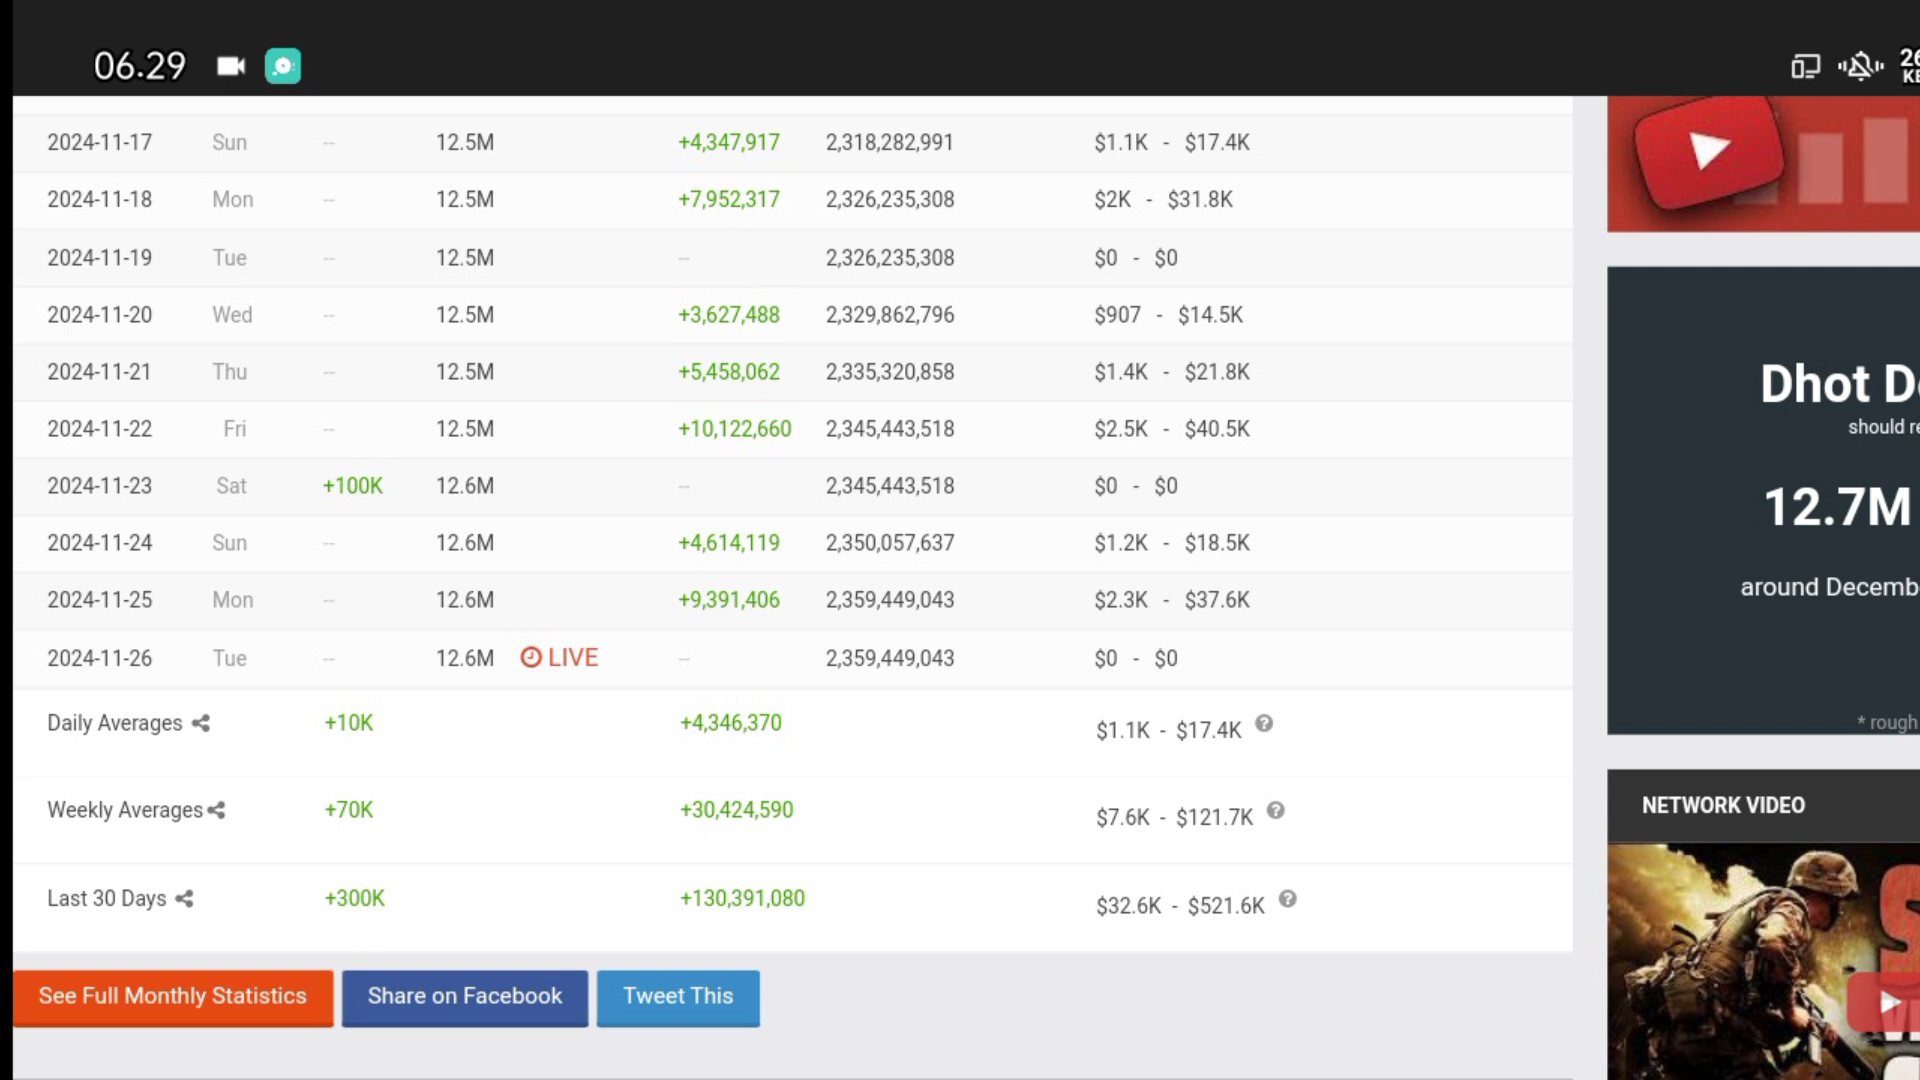 06.29
26
KB
2024-11-17 Sun -- 12.5M +4,347,917 2,318,282,991 $1.1K - $17.4K
2024-11-18 Mon -- 12.5M +7,952,317 2,326,235,308 $2K - $31.8K
2024-11-19 Tue -- 12.5M -- 2,326,235,308 $0 - $0
2024-11-20 Wed -- 12.5M +3,627,488 2,329,862,796 $907 - $14.5K
2024-11-21 Thu -- 12.5M +5,458,062 2,335,320,858 $1.4K - $21.8K
2024-11-22 Fri -- 12.5M +10,122,660 2,345,443,518 $2.5K - $40.5K
2024-11-23 Sat +100K 12.6M -- 2,345,443,518 $0 - $0
2024-11-24 Sun -- 12.6M +4,614,119 2,350,057,637 $1.2K - $18.5K
2024-11-25 Mon -- 12.6M +9,391,406 2,359,449,043 $2.3K - $37.6K
2024-11-26 Tue -- 12.6M LIVE -- 2,359,449,043 $0 - $0
Daily Averages +10K +4,346,370 $1.1K - $17.4K
Weekly Averages +70K +30,424,590 $7.6K - $121.7K
Last 30 Days +300K +130,391,080 $32.6K - $521.6K
See Full Monthly Statistics Share on Facebook Tweet This
Dhot
should
12.7M
around
* rough
NETWORK VIDEO